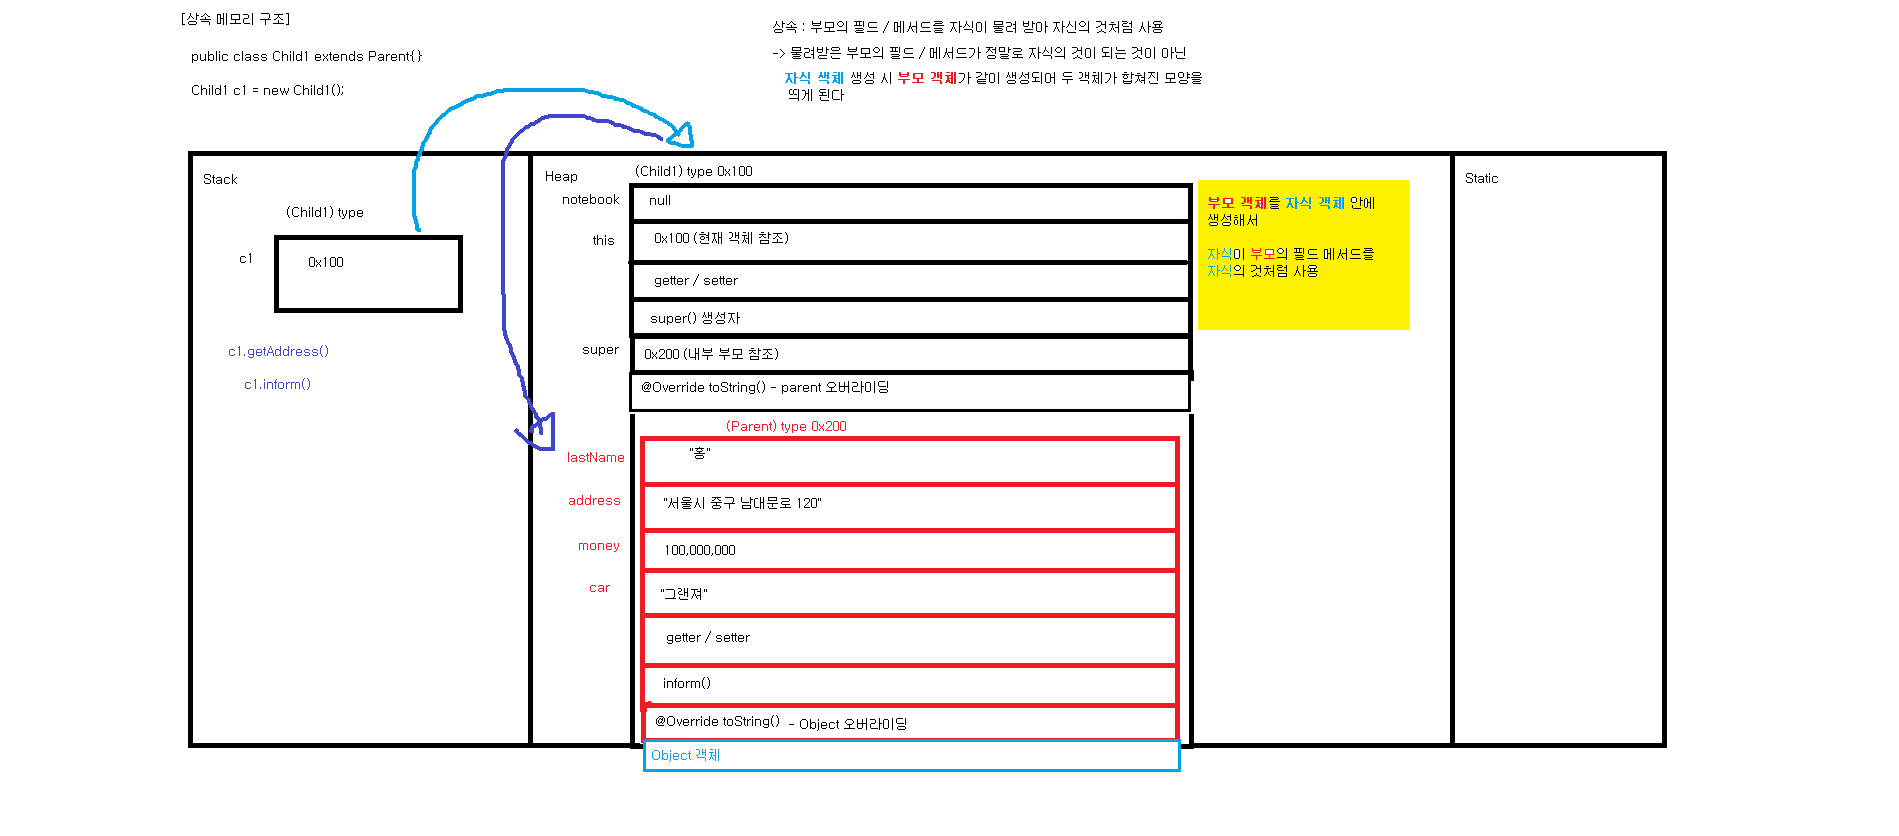 [상속 메모리 구조]
public class Child1 extends Parent{}
Child1 c1 = new Child1();
상속 : 부모의 필드 / 메서드를 자식이 물려 받아 자신의 것처럼 사용
-> 물려받은 부모의 필드 / 메서드가 정말로 자식의 것이 되는 것이 아닌
자식 객체 생성 시 부모 객체가 같이 생성되어 두 객체가 합쳐진 모양을
띄게 된다
Stack
(Child1) type
c1
0x100
c1.getAddress()
c1.inform()
Heap
(Child1) type 0x100
notebook
null
this
0x100 (현재 객체 참조)
getter / setter
super() 생성자
super
0x200 (내부 부모 참조)
@Override toString() - parent 오버라이딩
(Parent) type 0x200
lastName
"홍"
address
"서울시 중구 남대문로 120"
money
100,000,000
car
"그랜져"
getter / setter
inform()
@Override toString() - Object 오버라이딩
Object 객체
부모 객체를 자식 객체 안에
생성해서
자식이 부모의 필드 메서드를
자식의 것처럼 사용
Static